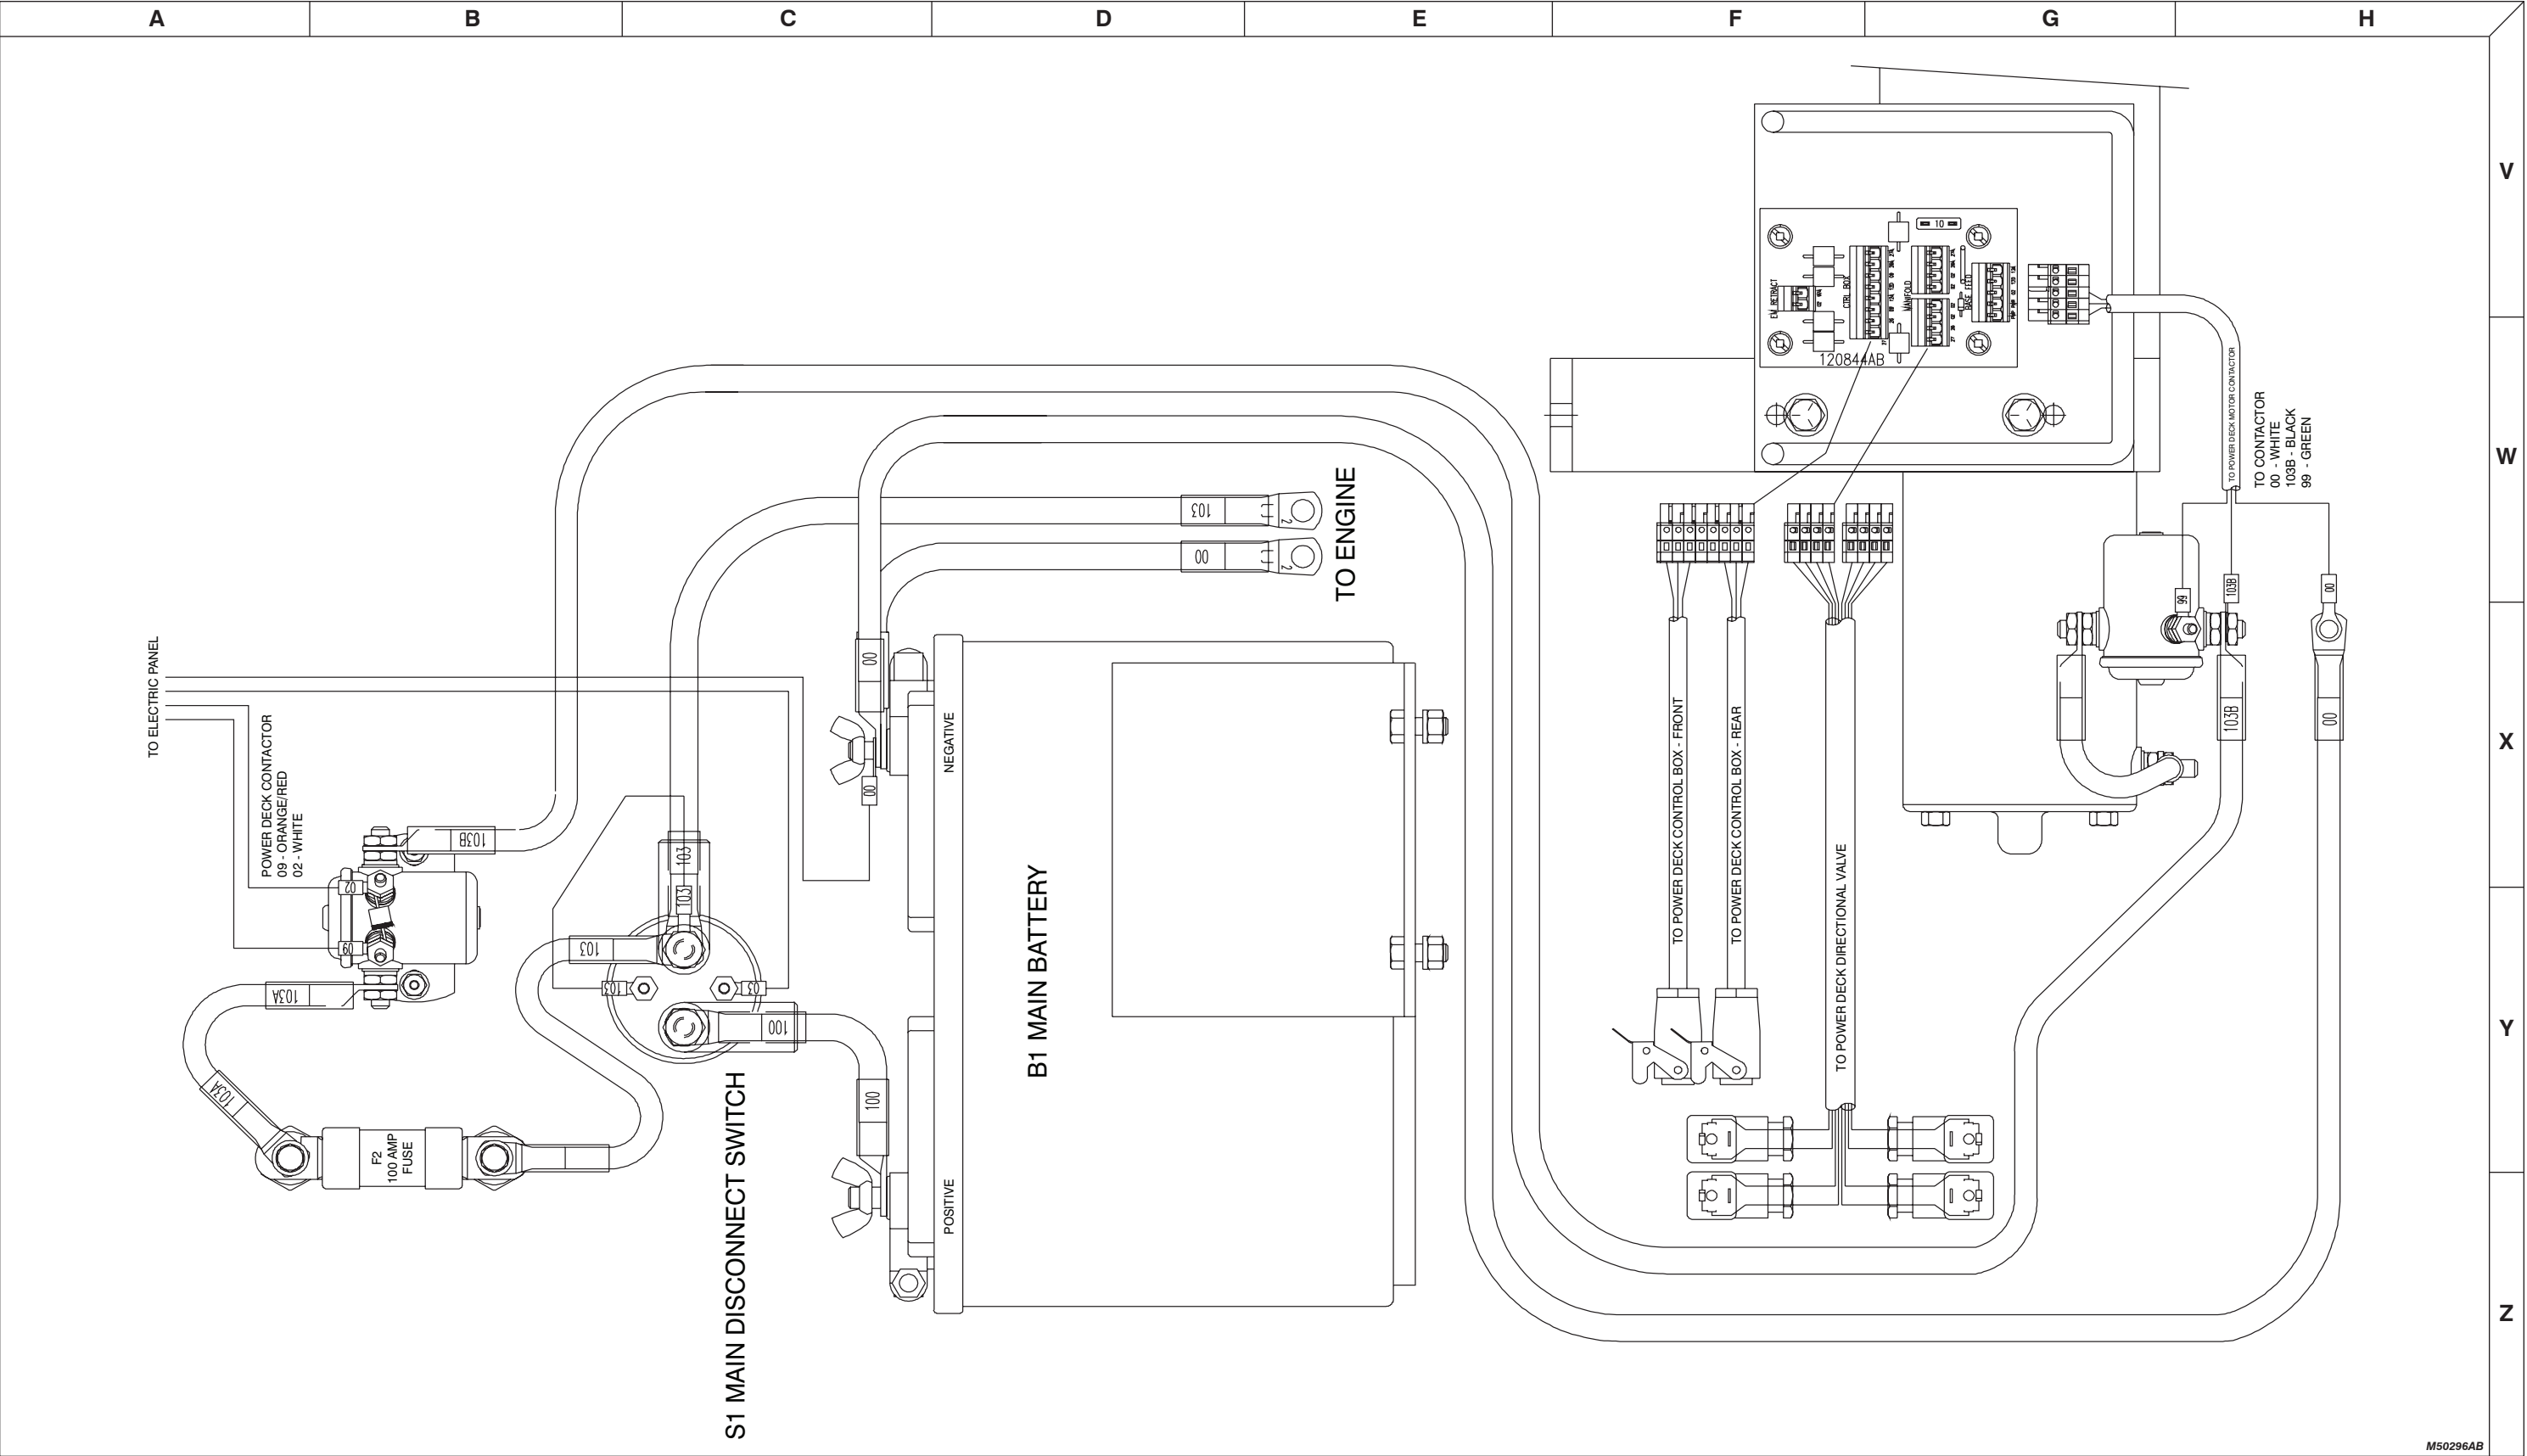 A
B
C
D
E
F
G
H
V
W
X
Y
Z
10
EM RETRACT
CTRL BOX
MANIFOLD
BASE FEED
120844AB
TO POWER DECK MOTOR CONTACTOR
TO CONTACTOR
00 - WHITE
103B - BLACK
99 - GREEN
103
00
TO ENGINE
99
103B
00
103B
00
TO ELECTRIC PANEL
POWER DECK CONTACTOR
09 - ORANGE/RED
02 - WHITE
02
09
103B
103A
103A
F2
100 AMP
FUSE
103
103
103
103
03
100
100
S1 MAIN DISCONNECT SWITCH
00
00
NEGATIVE
POSITIVE
B1 MAIN BATTERY
TO POWER DECK CONTROL BOX - FRONT
TO POWER DECK CONTROL BOX - REAR
TO POWER DECK DIRECTIONAL VALVE
M50296AB